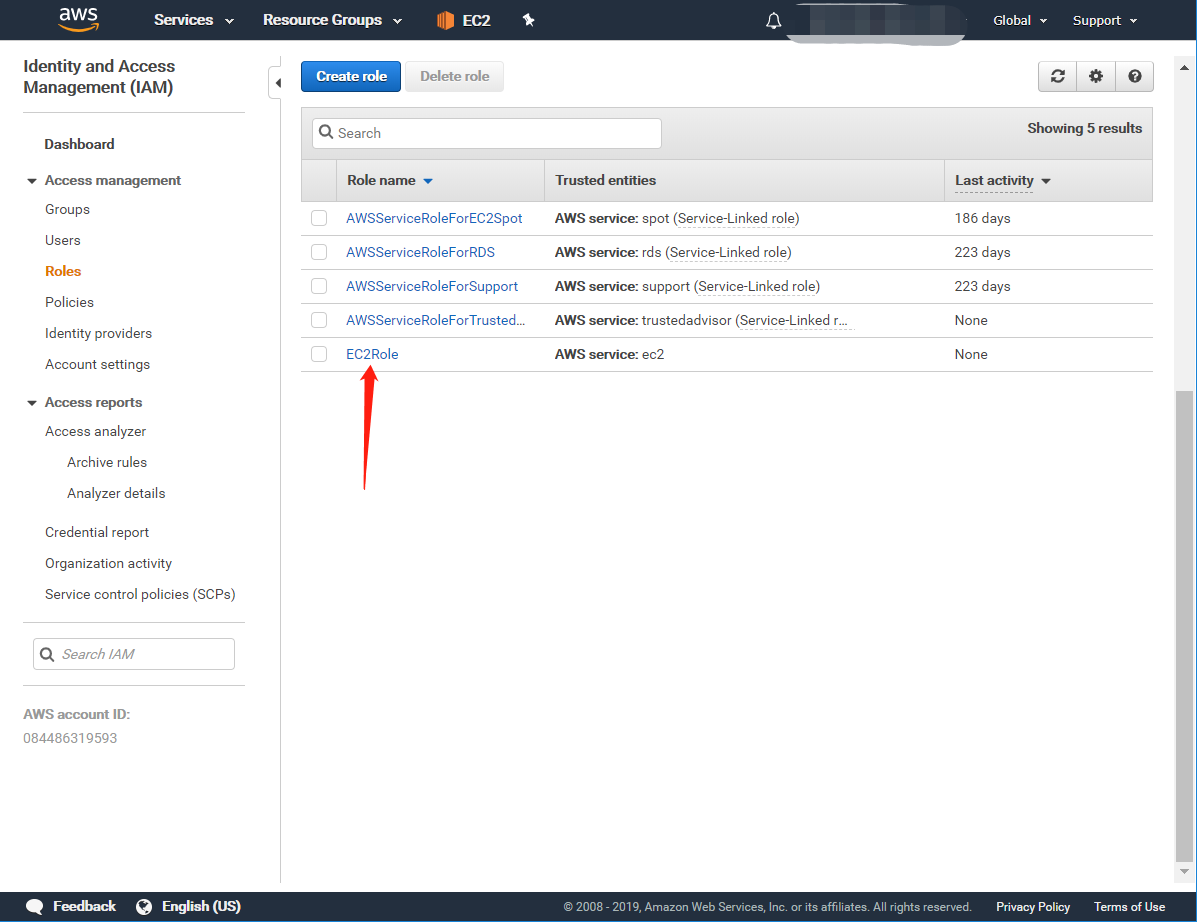 aws Services Resource Groups EC2 Global Support
Identity and Access
Management (IAM)
Dashboard
Access management
Groups
Users
Roles
Policies
Identity providers
Account settings
Access reports
Access analyzer
Archive rules
Analyzer details
Credential report
Organization activity
Service control policies (SCPs)
Search IAM
AWS account ID:
084486319593
Create role Delete role
Search Showing 5 results
Role name Trusted entities Last activity
AWSServiceRoleForEC2Spot AWS service: spot (Service-Linked role) 186 days
AWSServiceRoleForRDS AWS service: rds (Service-Linked role) 223 days
AWSServiceRoleForSupport AWS service: support (Service-Linked role) 223 days
AWSServiceRoleForTrusted... AWS service: trustedadvisor (Service-Linked r... None
EC2Role AWS service: ec2 None
Feedback English (US) © 2008 - 2019, Amazon Web Services, Inc. or its affiliates. All rights reserved. Privacy Policy Terms of Use